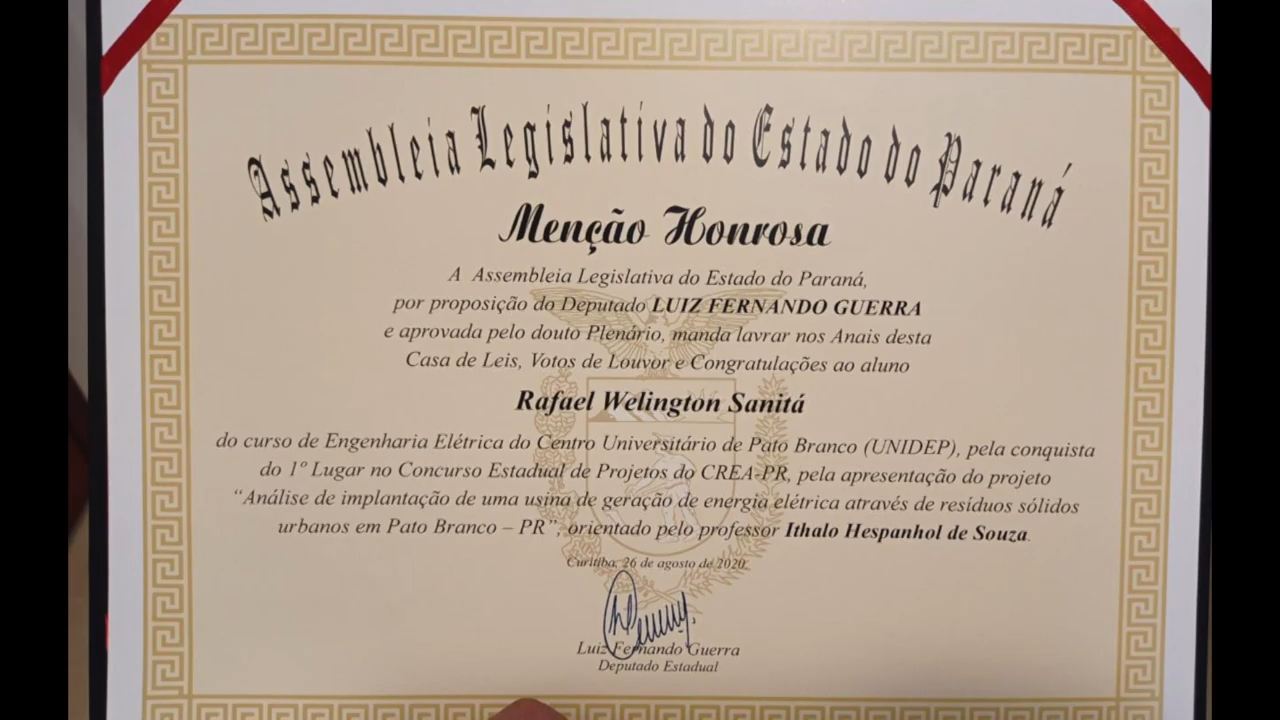 Assembleia Legislativa do Estado do Paraná
Menção Honrosa
A Assembleia Legislativa do Estado do Paraná,
por proposição do Deputado LUIZ FERNANDO GUERRA
e aprovada pelo douto Plenário, manda lavrar nos Anais desta
Casa de Leis, Votos de Louvor e Congratulações ao aluno
Rafael Welington Sanitá
do curso de Engenharia Elétrica do Centro Universitário de Pato Branco (UNIDEP), pela conquista
do 1º Lugar no Concurso Estadual de Projetos do CREA-PR, pela apresentação do projeto
“Análise de implantação de uma usina de geração de energia elétrica através de resíduos sólidos
urbanos em Pato Branco – PR”, orientado pelo professor Ithalo Hespanhol de Souza.
Curitiba, 26 de agosto de 2020.
Luiz Fernando Guerra
Deputado Estadual